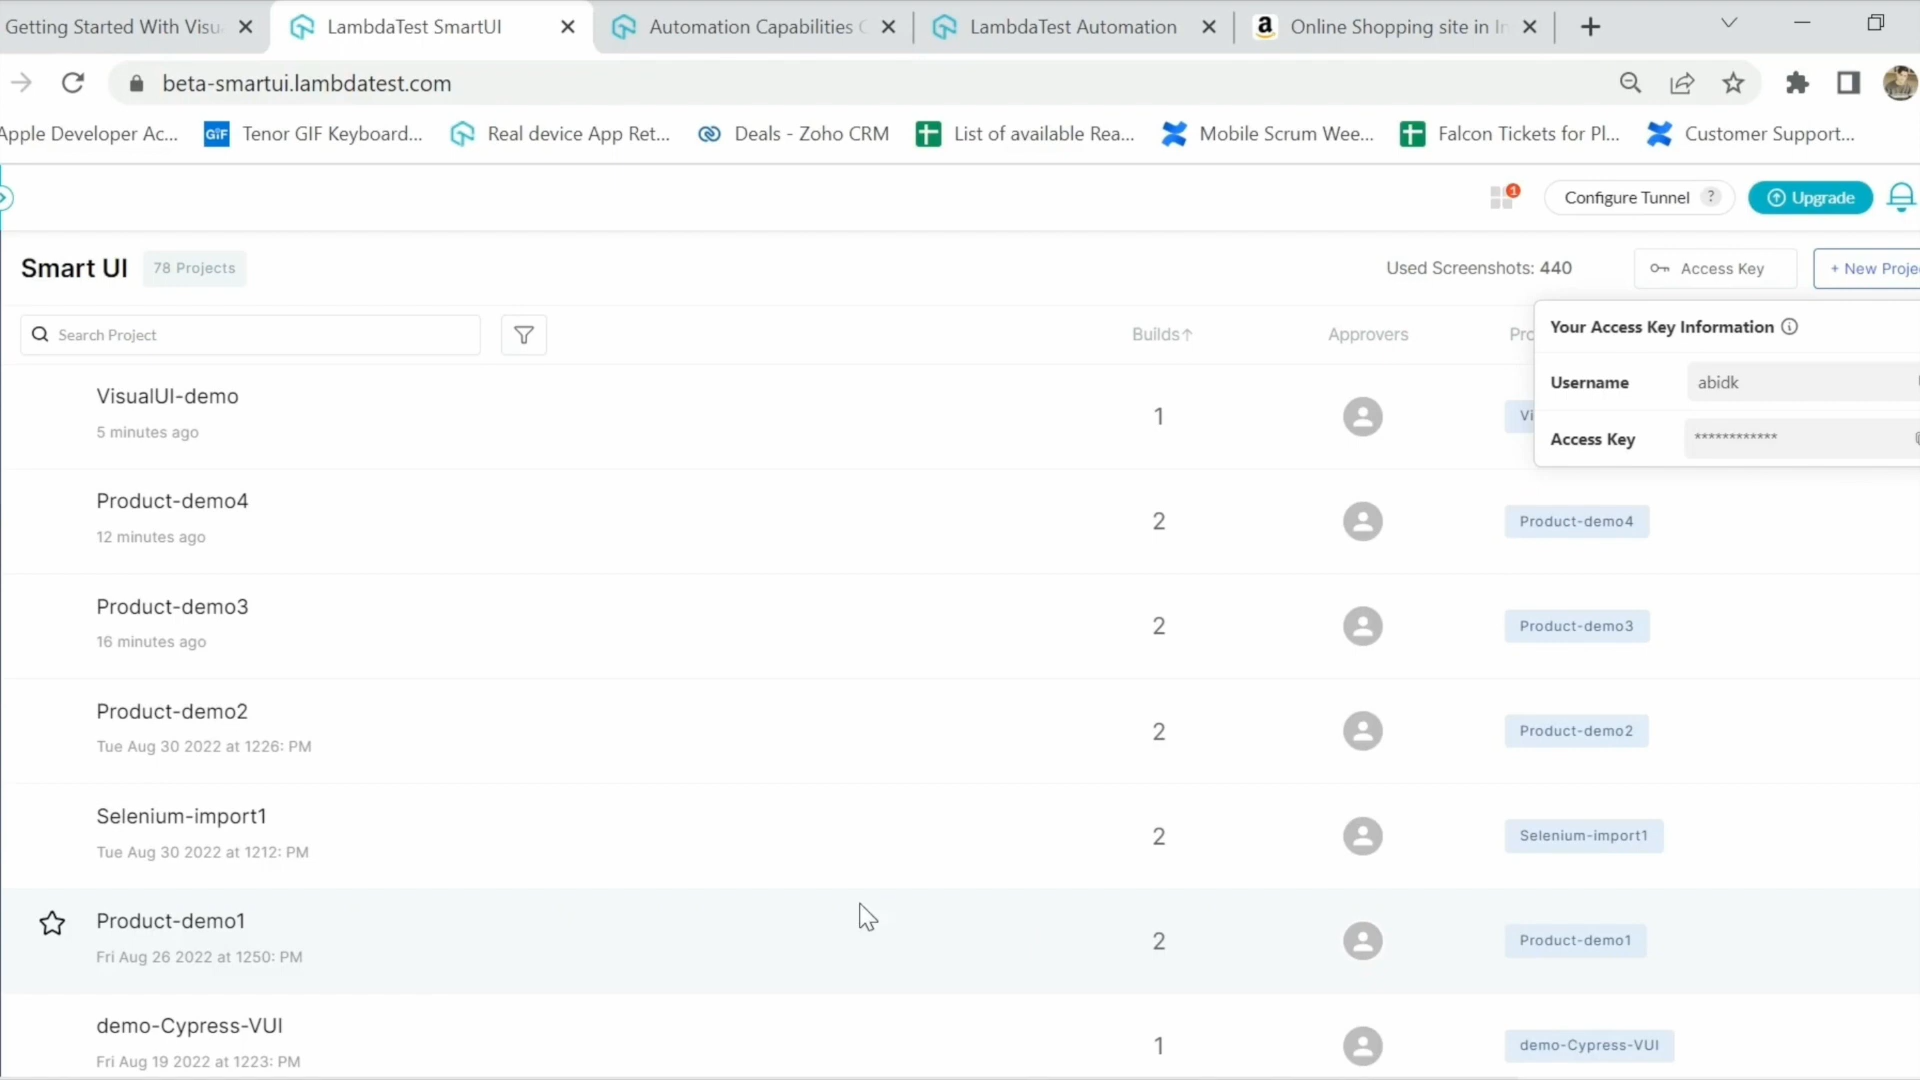 Getting Started With Visu
LambdaTest SmartUI
Automation Capabilities
LambdaTest Automation
Online Shopping site in In
beta-smartui.lambdatest.com
Apple Developer Ac...
GIF
Tenor GIF Keyboard...
Real device App Ret...
Deals - Zoho CRM
List of available Rea...
Mobile Scrum Wee...
Falcon Tickets for Pl...
Customer Support...
1
Configure Tunnel ?
Upgrade
Smart UI
78 Projects
Used Screenshots: 440
Access Key
+ New Proje
Search Project
Builds↑
Approvers
Pro
Your Access Key Information
Username
abidk
Access Key
************
VisualUI-demo
5 minutes ago
1
Vi
Product-demo4
12 minutes ago
2
Product-demo4
Product-demo3
16 minutes ago
2
Product-demo3
Product-demo2
Tue Aug 30 2022 at 1226: PM
2
Product-demo2
Selenium-import1
Tue Aug 30 2022 at 1212: PM
2
Selenium-import1
Product-demo1
Fri Aug 26 2022 at 1250: PM
2
Product-demo1
demo-Cypress-VUI
Fri Aug 19 2022 at 1223: PM
1
demo-Cypress-VUI